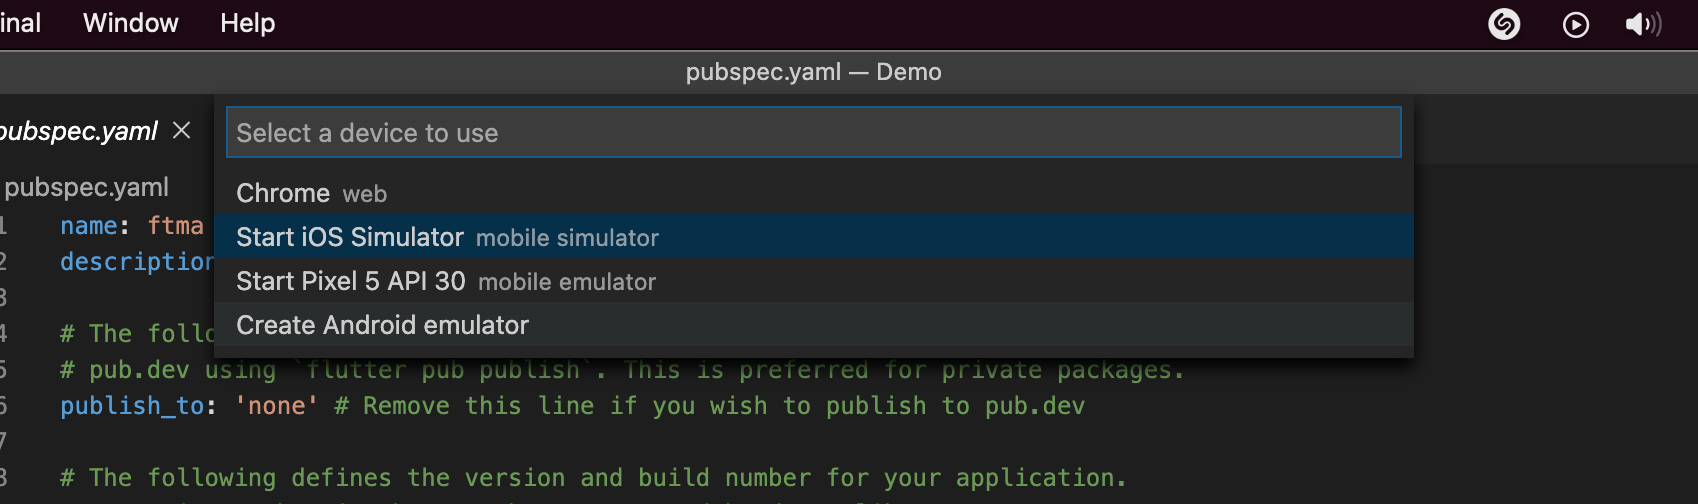 inal Window Help
pubspec.yaml — Demo
pubspec.yaml
Select a device to use
Chrome web
Start iOS Simulator mobile simulator
Start Pixel 5 API 30 mobile emulator
Create Android emulator
pubspec.yaml
1 name: ftma
2 description
3
4 # The follo
5 # pub.dev using `flutter pub publish`. This is preferred for private packages.
6 publish_to: 'none' # Remove this line if you wish to publish to pub.dev
7
8 # The following defines the version and build number for your application.